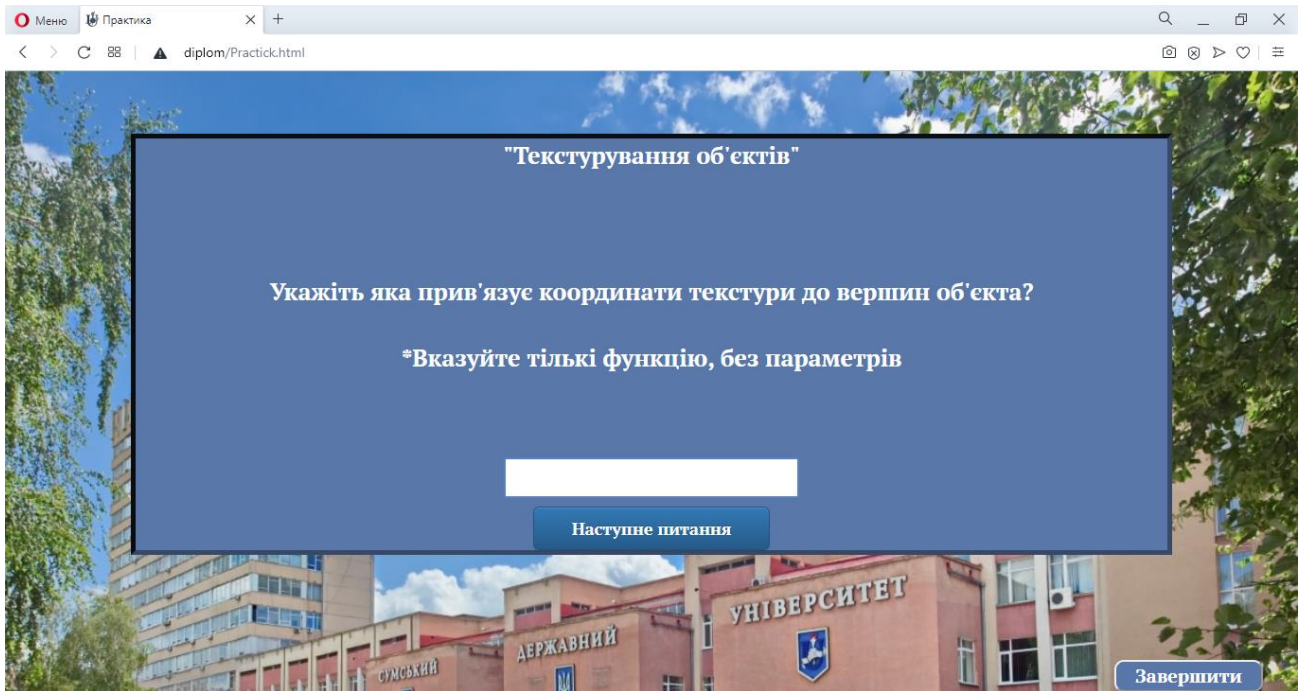 Меню
Практика
diplom/Practick.html
"Текстурування об'єктів"
Укажіть яка прив'язує координати текстури до вершин об'єкта?
*Вказуйте тількі функцію, без параметрів
Наступне питання
СУМСЬКИЙ
ДЕРЖАВНИЙ
УНІВЕРСИТЕТ
Завершити